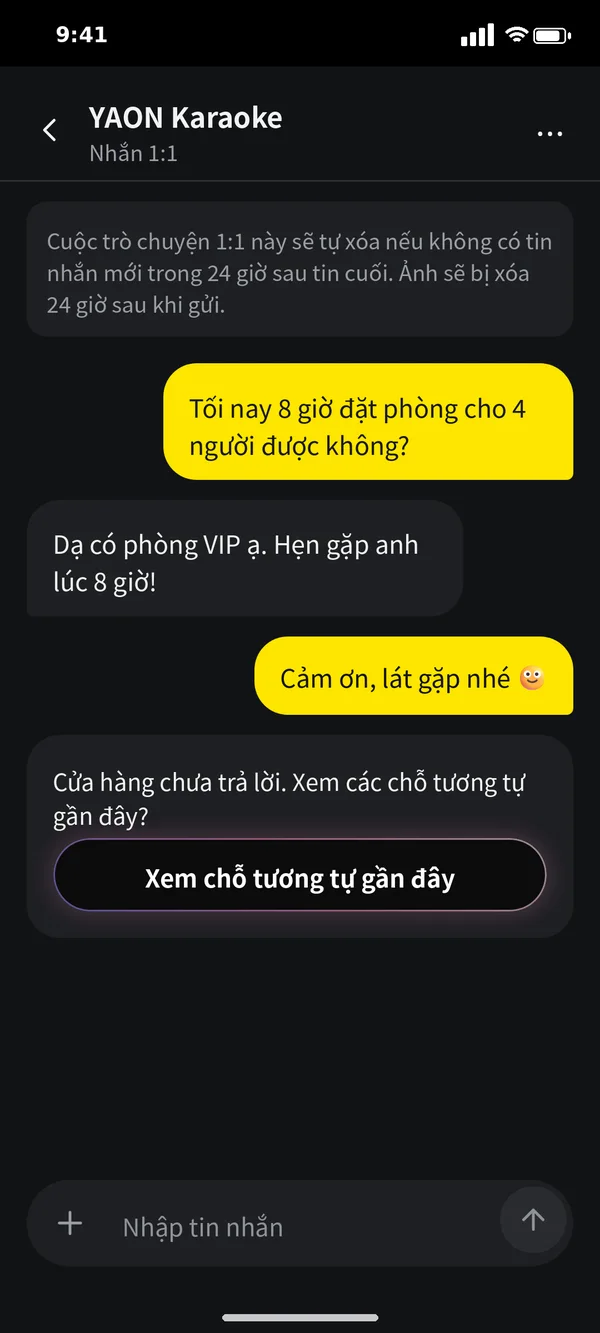 9:41
YAON Karaoke
Nhắn 1:1
Cuộc trò chuyện 1:1 này sẽ tự xóa nếu không có tin
nhắn mới trong 24 giờ sau tin cuối. Ảnh sẽ bị xóa
24 giờ sau khi gửi.
Tối nay 8 giờ đặt phòng cho 4
người được không?
Dạ có phòng VIP ạ. Hẹn gặp anh
lúc 8 giờ!
Cảm ơn, lát gặp nhé 🙂
Cửa hàng chưa trả lời. Xem các chỗ tương tự
gần đây?
Xem chỗ tương tự gần đây
Nhập tin nhắn